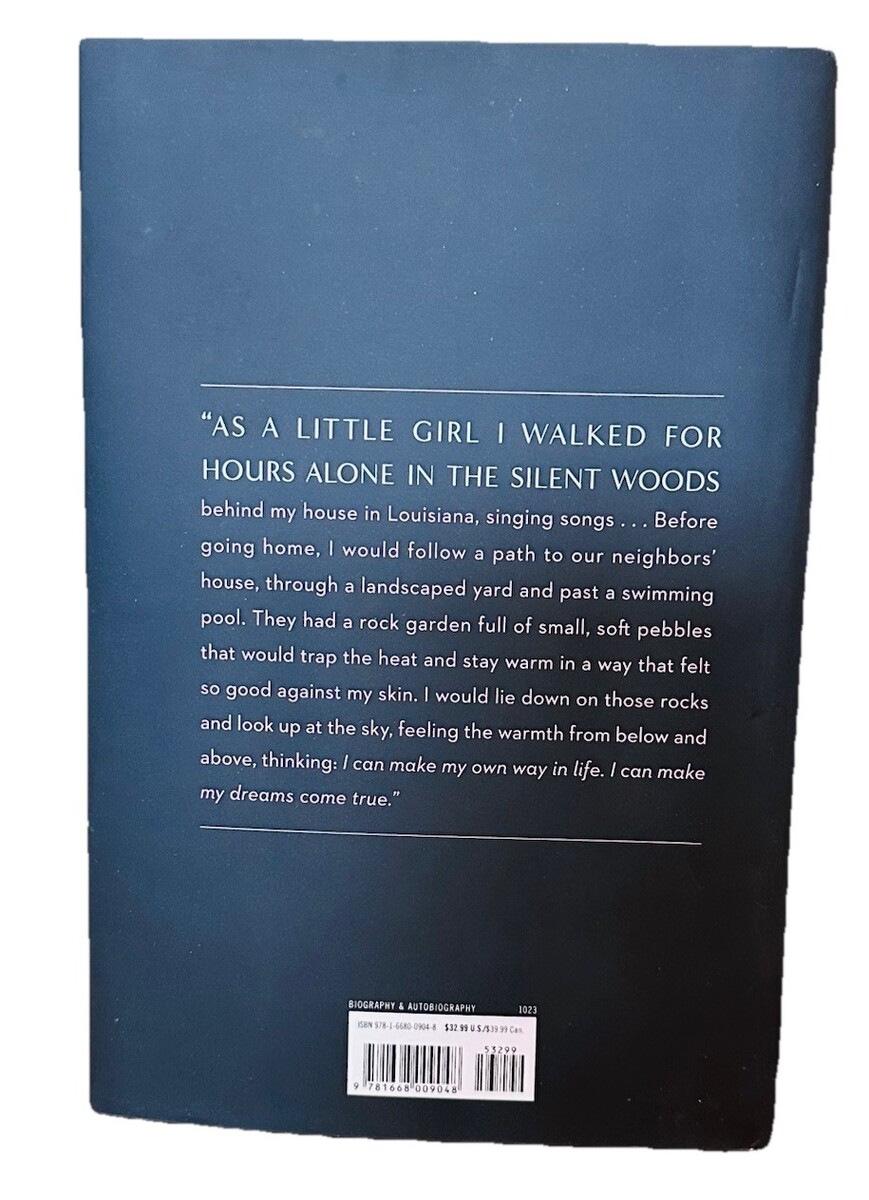 “AS A LITTLE GIRL I WALKED FOR
HOURS ALONE IN THE SILENT WOODS
behind my house in Louisiana, singing songs . . . Before
going home, I would follow a path to our neighbors’
house, through a landscaped yard and past a swimming
pool. They had a rock garden full of small, soft pebbles
that would trap the heat and stay warm in a way that felt
so good against my skin. I would lie down on those rocks
and look up at the sky, feeling the warmth from below and
above, thinking: I can make my own way in life. I can make
my dreams come true.”
BIOGRAPHY & AUTOBIOGRAPHY 1023
ISBN 978-1-6680-0904-8 $32.99 U.S./$39.99 Can.
53299
9 781668 009048